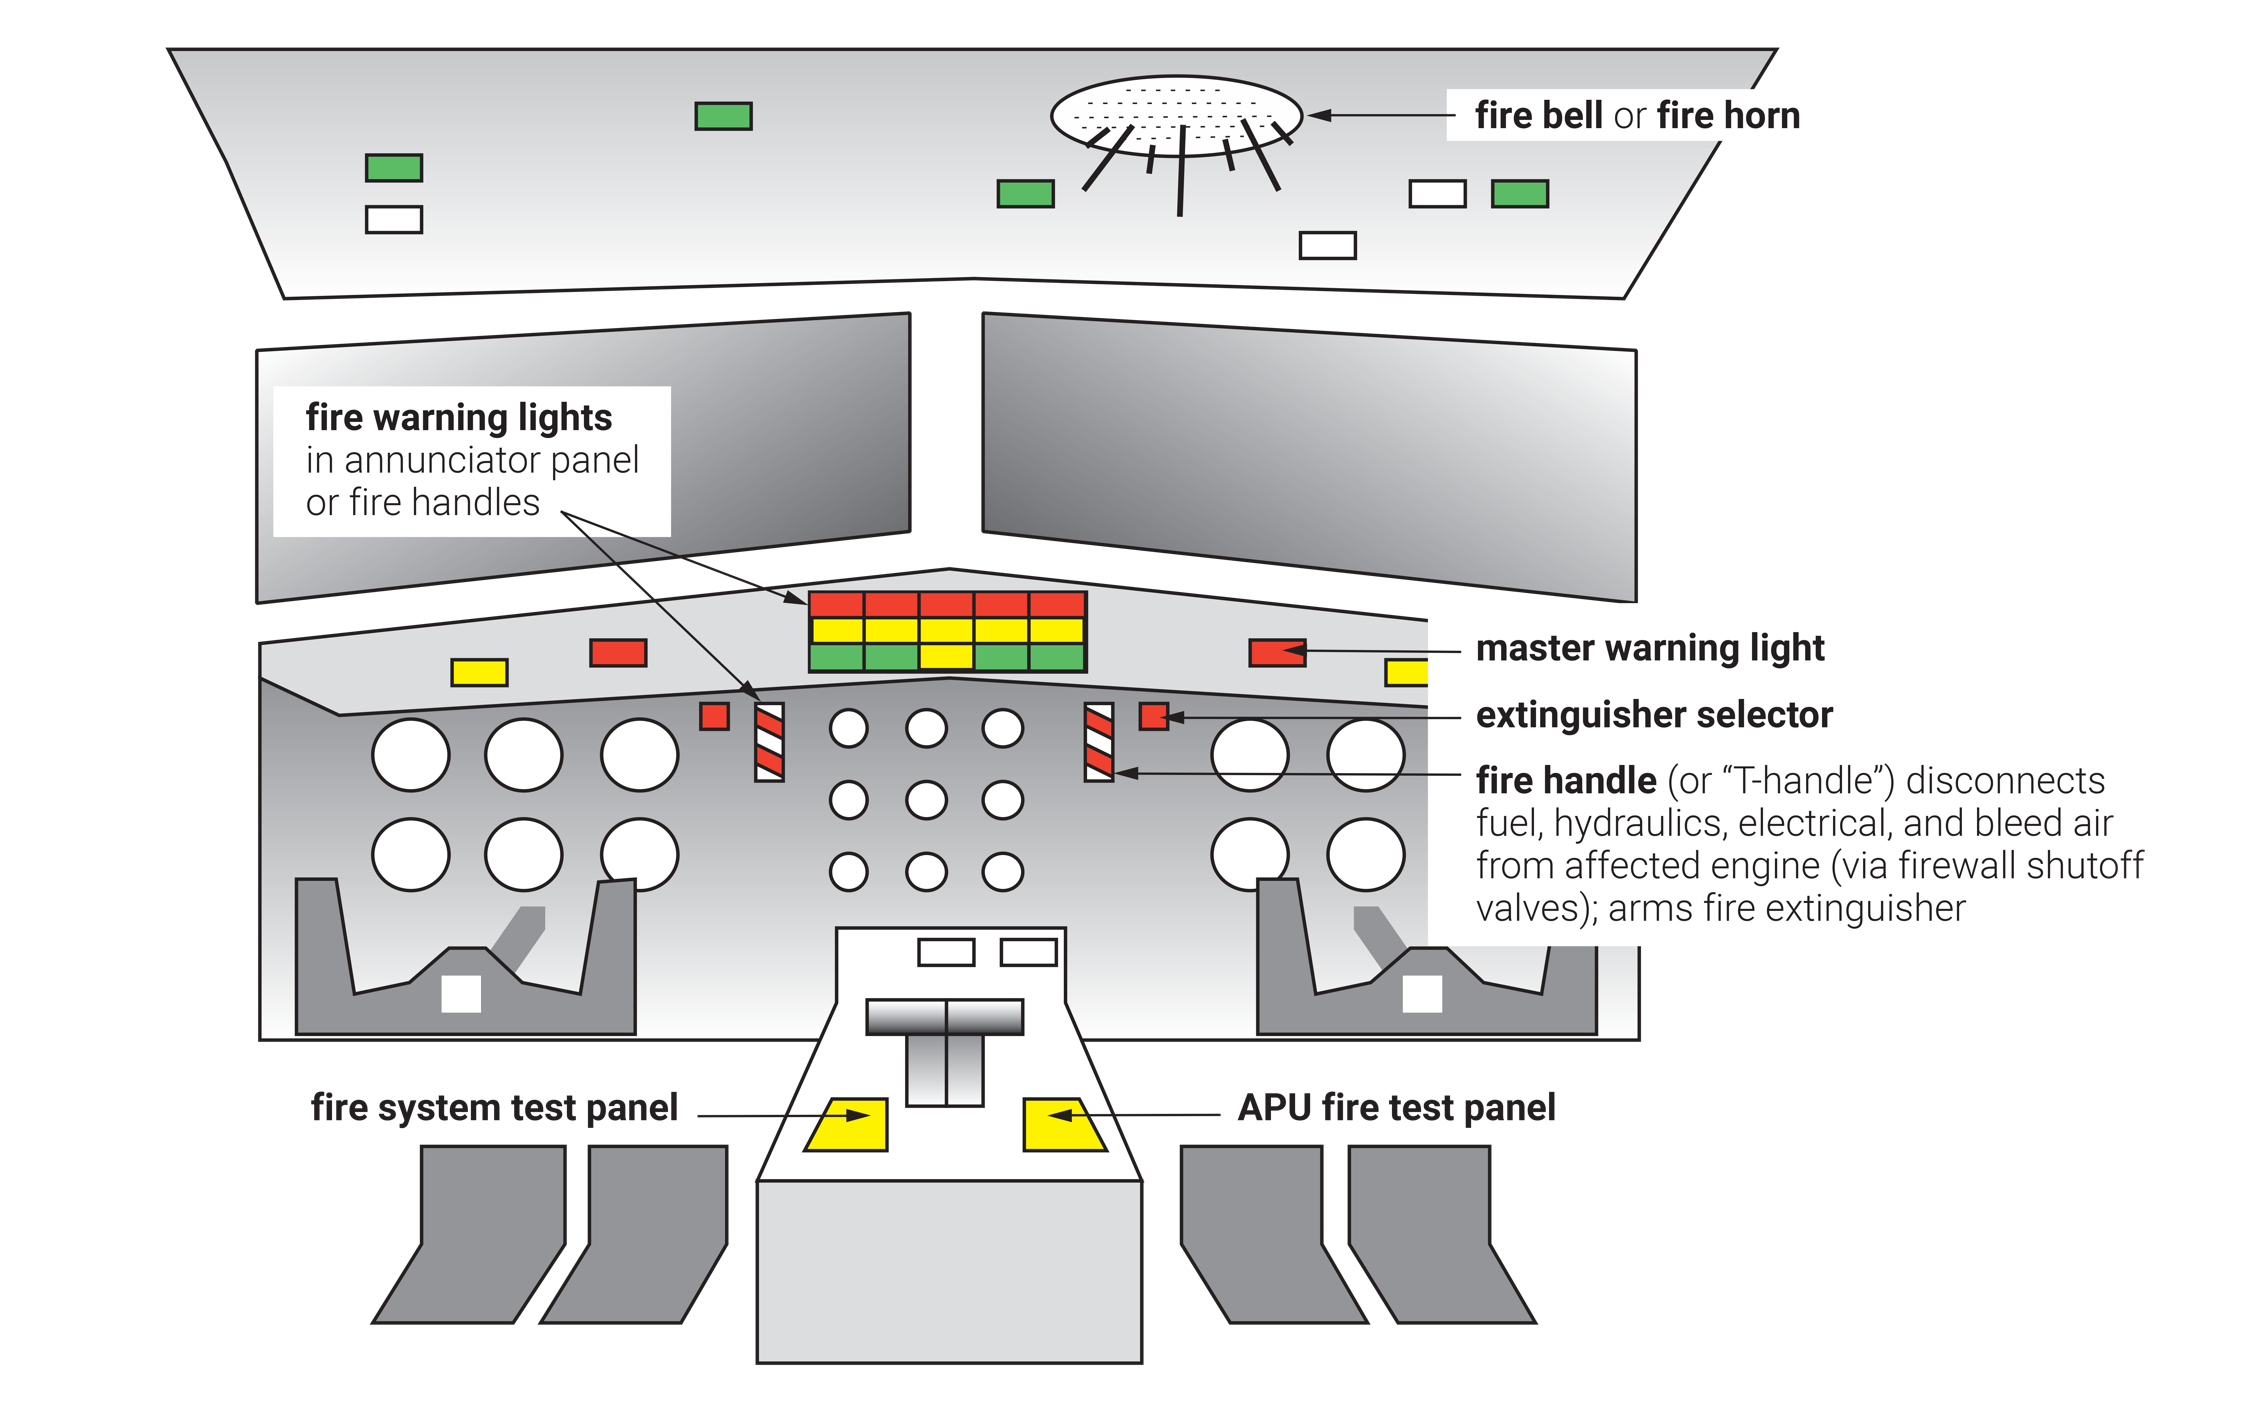 fire bell or fire horn
fire warning lights
in annunciator panel
or fire handles
master warning light
extinguisher selector
fire handle (or “T-handle”) disconnects
fuel, hydraulics, electrical, and bleed air
from affected engine (via firewall shutoff
valves); arms fire extinguisher
fire system test panel
APU fire test panel